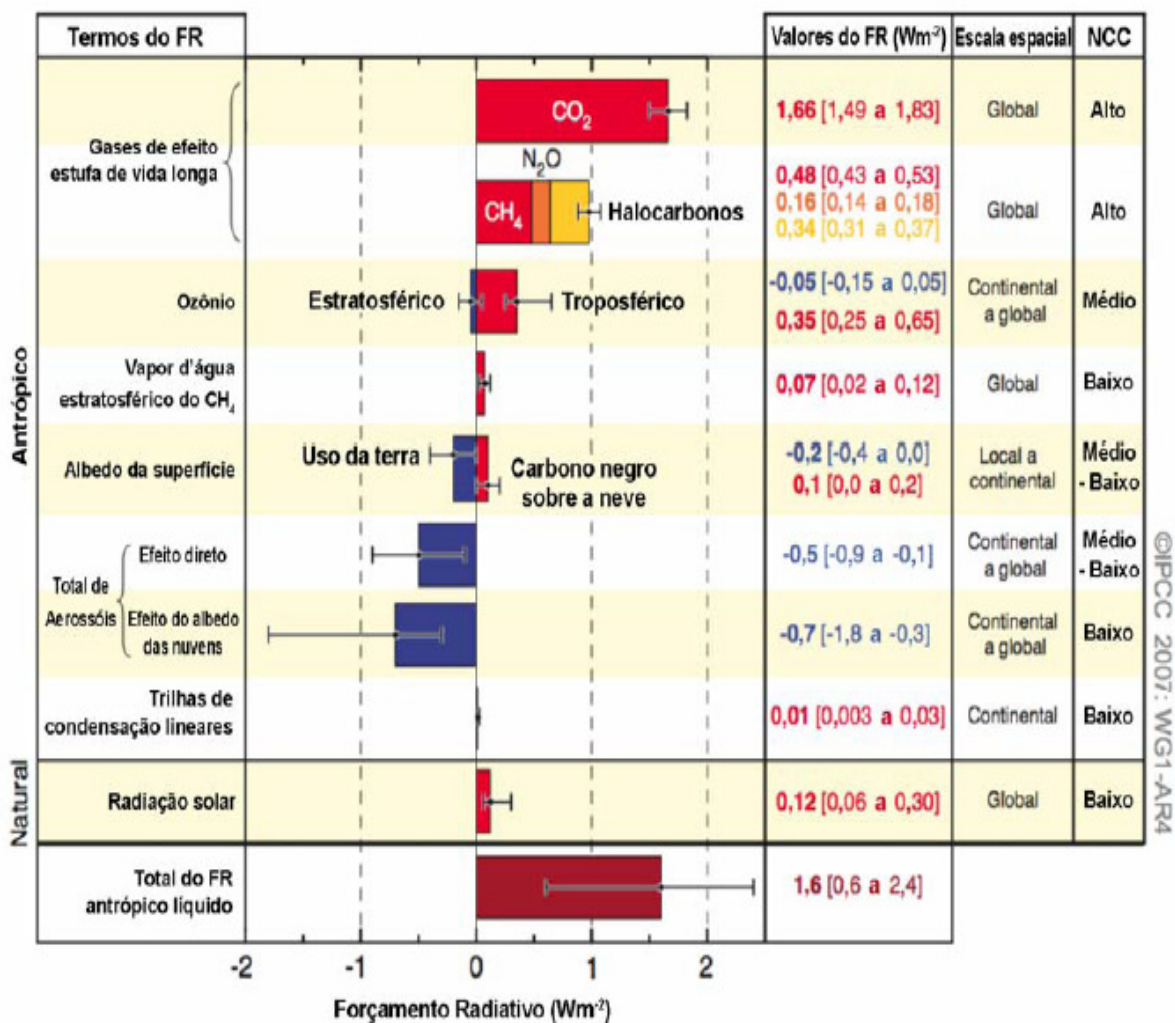 Termos do FR
Valores do FR (Wm-2)
Escala espacial
NCC
Antrópico
Gases de efeito
estufa de vida longa
CO2
1,66 [1,49 a 1,83]
Global
Alto
N2O
CH4
Halocarbonos
0,48 [0,43 a 0,53]
0,16 [0,14 a 0,18]
0,34 [0,31 a 0,37]
Global
Alto
Ozônio
Estratosférico
Troposférico
-0,05 [-0,15 a 0,05]
0,35 [0,25 a 0,65]
Continental
a global
Médio
Vapor d'água
estratosférico do CH4
0,07 [0,02 a 0,12]
Global
Baixo
Albedo da superficie
Uso da terra
Carbono negro
sobre a neve
-0,2 [-0,4 a 0,0]
0,1 [0,0 a 0,2]
Local a
continental
Médio
- Baixo
Total de
Aerossóis
Efeito direto
-0,5 [-0,9 a -0,1]
Continental
a global
Médio
- Baixo
Efeito do albedo
das nuvens
-0,7 [-1,8 a -0,3]
Continental
a global
Baixo
Trilhas de
condensação lineares
0,01 [0,003 a 0,03]
Continental
Baixo
Natural
Radiação solar
0,12 [0,06 a 0,30]
Global
Baixo
Total do FR
antrópico líquido
1,6 [0,6 a 2,4]
-2 -1 0 1 2
Forçamento Radiativo (Wm-2)
©IPCC 2007: WG1-AR4